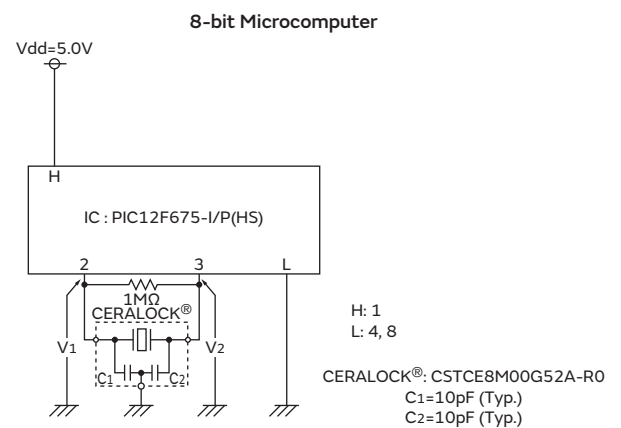 8-bit Microcomputer
Vdd=5.0V
H
IC : PIC12F675-I/P(HS)
2 3 L
1MΩ
CERALOCK®
V1 V2
C1 C2
H: 1
L: 4, 8
CERALOCK®: CSTCE8M00G52A-R0
C1=10pF (Typ.)
C2=10pF (Typ.)